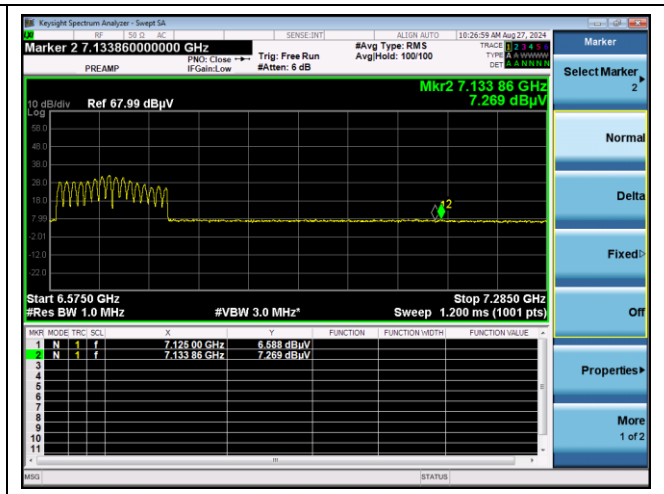 Keysight Spectrum Analyzer - Swept SA
RF 50 Ω AC SENSE:INT ALIGN AUTO 10:26:59 AM Aug 27, 2024
Marker 2 7.133860000000 GHz
PREAMP
PNO: Close
IFGain:Low
Trig: Free Run
#Atten: 6 dB
#Avg Type: RMS
Avg|Hold: 100/100
TRACE 1 2 3 4 5 6
TYPE A A W W W W
DET A A N N N N
Mkr2 7.133 86 GHz
7.269 dBµV
10 dB/div Ref 67.99 dBµV
Log
58.0
48.0
38.0
28.0
18.0
7.99
-2.01
-12.0
-22.0
12
Start 6.5750 GHz Stop 7.2850 GHz
#Res BW 1.0 MHz #VBW 3.0 MHz* Sweep 1.200 ms (1001 pts)
MKR MODE TRC SCL X Y FUNCTION FUNCTION WIDTH FUNCTION VALUE
1 N 1 f 7.125 00 GHz 6.588 dBµV
2 N 1 f 7.133 86 GHz 7.269 dBµV
3
4
5
6
7
8
9
10
11
MSG STATUS
Marker
Select Marker
2
Normal
Delta
Fixed
Off
Properties
More
1 of 2